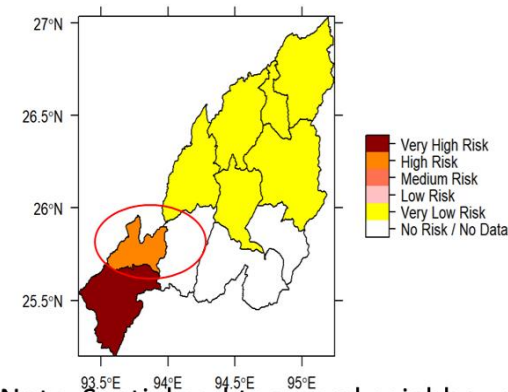 27°N
26.5°N
26°N
25.5°N
93.5°E 94°E 94.5°E 95°E
Very High Risk
High Risk
Medium Risk
Low Risk
Very Low Risk
No Risk / No Data